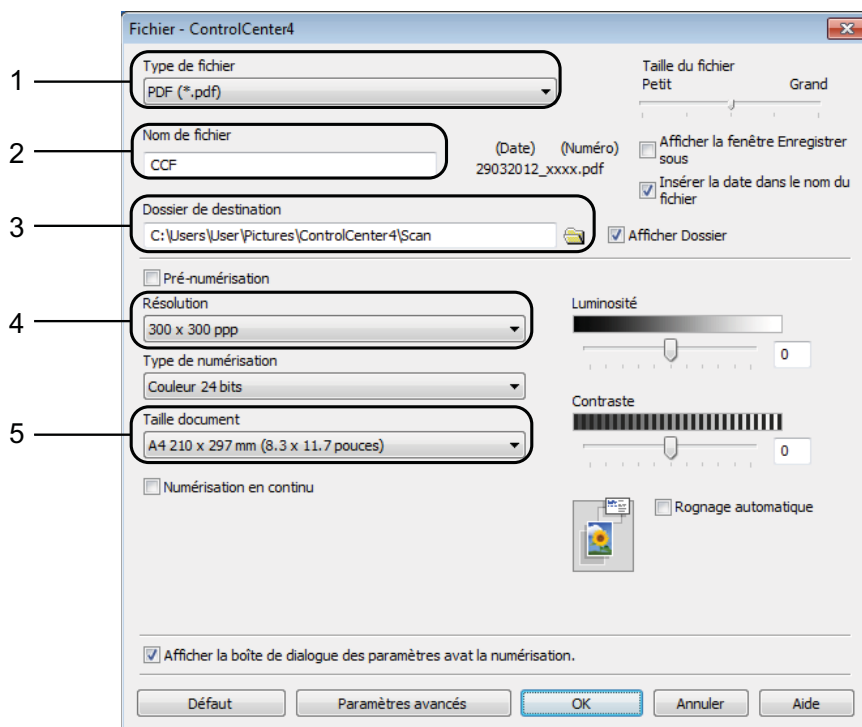 Fichier - ControlCenter4
1
Type de fichier
PDF (*.pdf)
Taille du fichier
Petit Grand
2
Nom de fichier
CCF
(Date) (Numéro)
29032012_xxxx.pdf
Afficher la fenêtre Enregistrer
sous
Insérer la date dans le nom du
fichier
3
Dossier de destination
C:\Users\User\Pictures\ControlCenter4\Scan
Afficher Dossier
Pré-numérisation
4
Résolution
300 x 300 ppp
Luminosité
0
Type de numérisation
Couleur 24 bits
Contraste
0
5
Taille document
A4 210 x 297 mm (8.3 x 11.7 pouces)
Numérisation en continu
Rognage automatique
Afficher la boîte de dialogue des paramètres avat la numérisation.
Défaut Paramètres avancés OK Annuler Aide